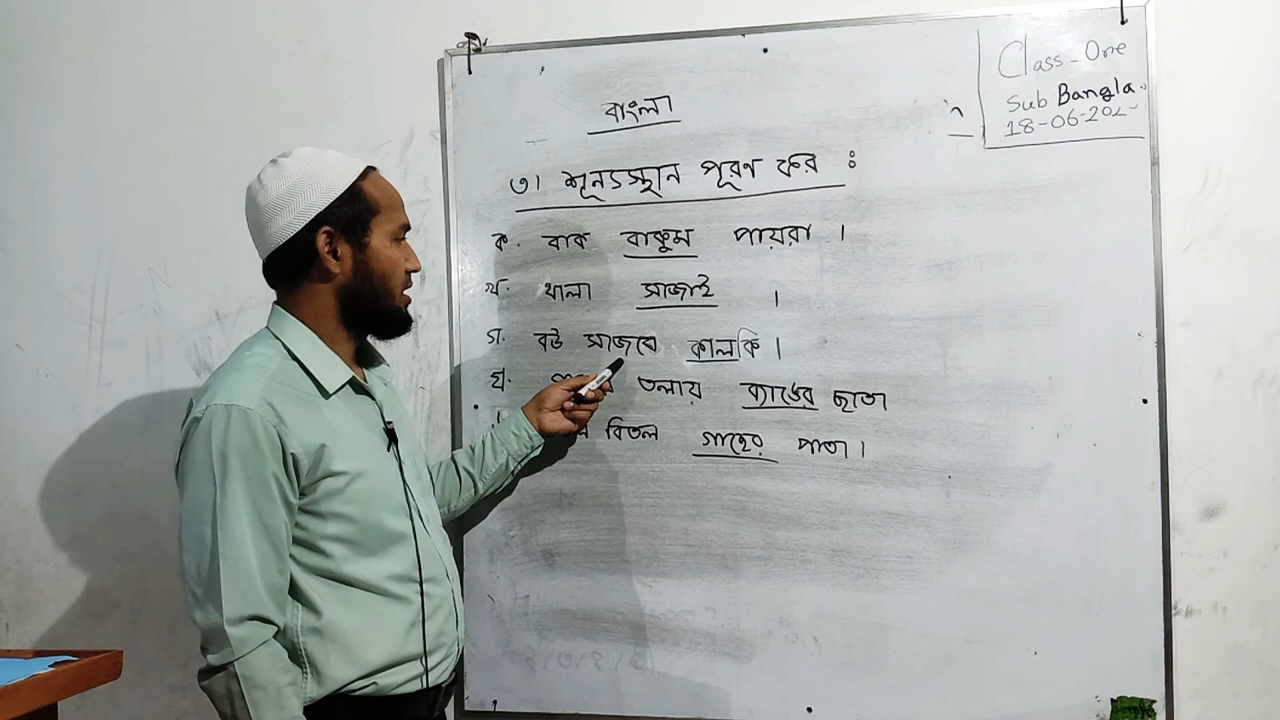 Class-One
Sub Bangla
বাংলা
৩। শূন্যস্থান পূরণ কর :
ক. বাক বাকুম পায়রা ।
খ. থালা সাজাই ।
গ. বউ সাজবে কালকি ।
ঘ. তলায় ব্যাঙের ছাতা
বিতল গাছের পাতা ।